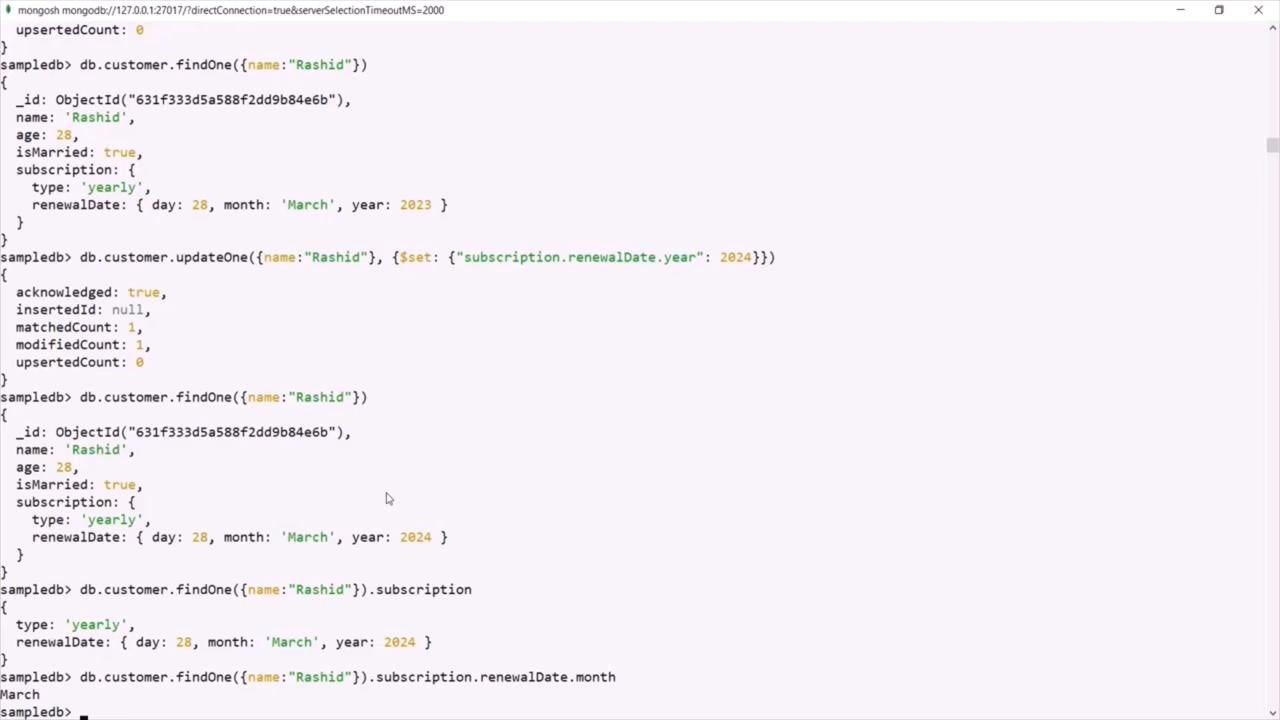 mongosh mongodb://127.0.0.1:27017/?directConnection=true&serverSelectionTimeoutMS=2000
  upsertedCount: 0
}
sampledb> db.customer.findOne({name:"Rashid"})
{
  _id: ObjectId("631f333d5a588f2dd9b84e6b"),
  name: 'Rashid',
  age: 28,
  isMarried: true,
  subscription: {
    type: 'yearly',
    renewalDate: { day: 28, month: 'March', year: 2023 }
  }
}
sampledb> db.customer.updateOne({name:"Rashid"}, {$set: {"subscription.renewalDate.year": 2024}})
{
  acknowledged: true,
  insertedId: null,
  matchedCount: 1,
  modifiedCount: 1,
  upsertedCount: 0
}
sampledb> db.customer.findOne({name:"Rashid"})
{
  _id: ObjectId("631f333d5a588f2dd9b84e6b"),
  name: 'Rashid',
  age: 28,
  isMarried: true,
  subscription: {
    type: 'yearly',
    renewalDate: { day: 28, month: 'March', year: 2024 }
  }
}
sampledb> db.customer.findOne({name:"Rashid"}).subscription
{
  type: 'yearly',
  renewalDate: { day: 28, month: 'March', year: 2024 }
}
sampledb> db.customer.findOne({name:"Rashid"}).subscription.renewalDate.month
March
sampledb>